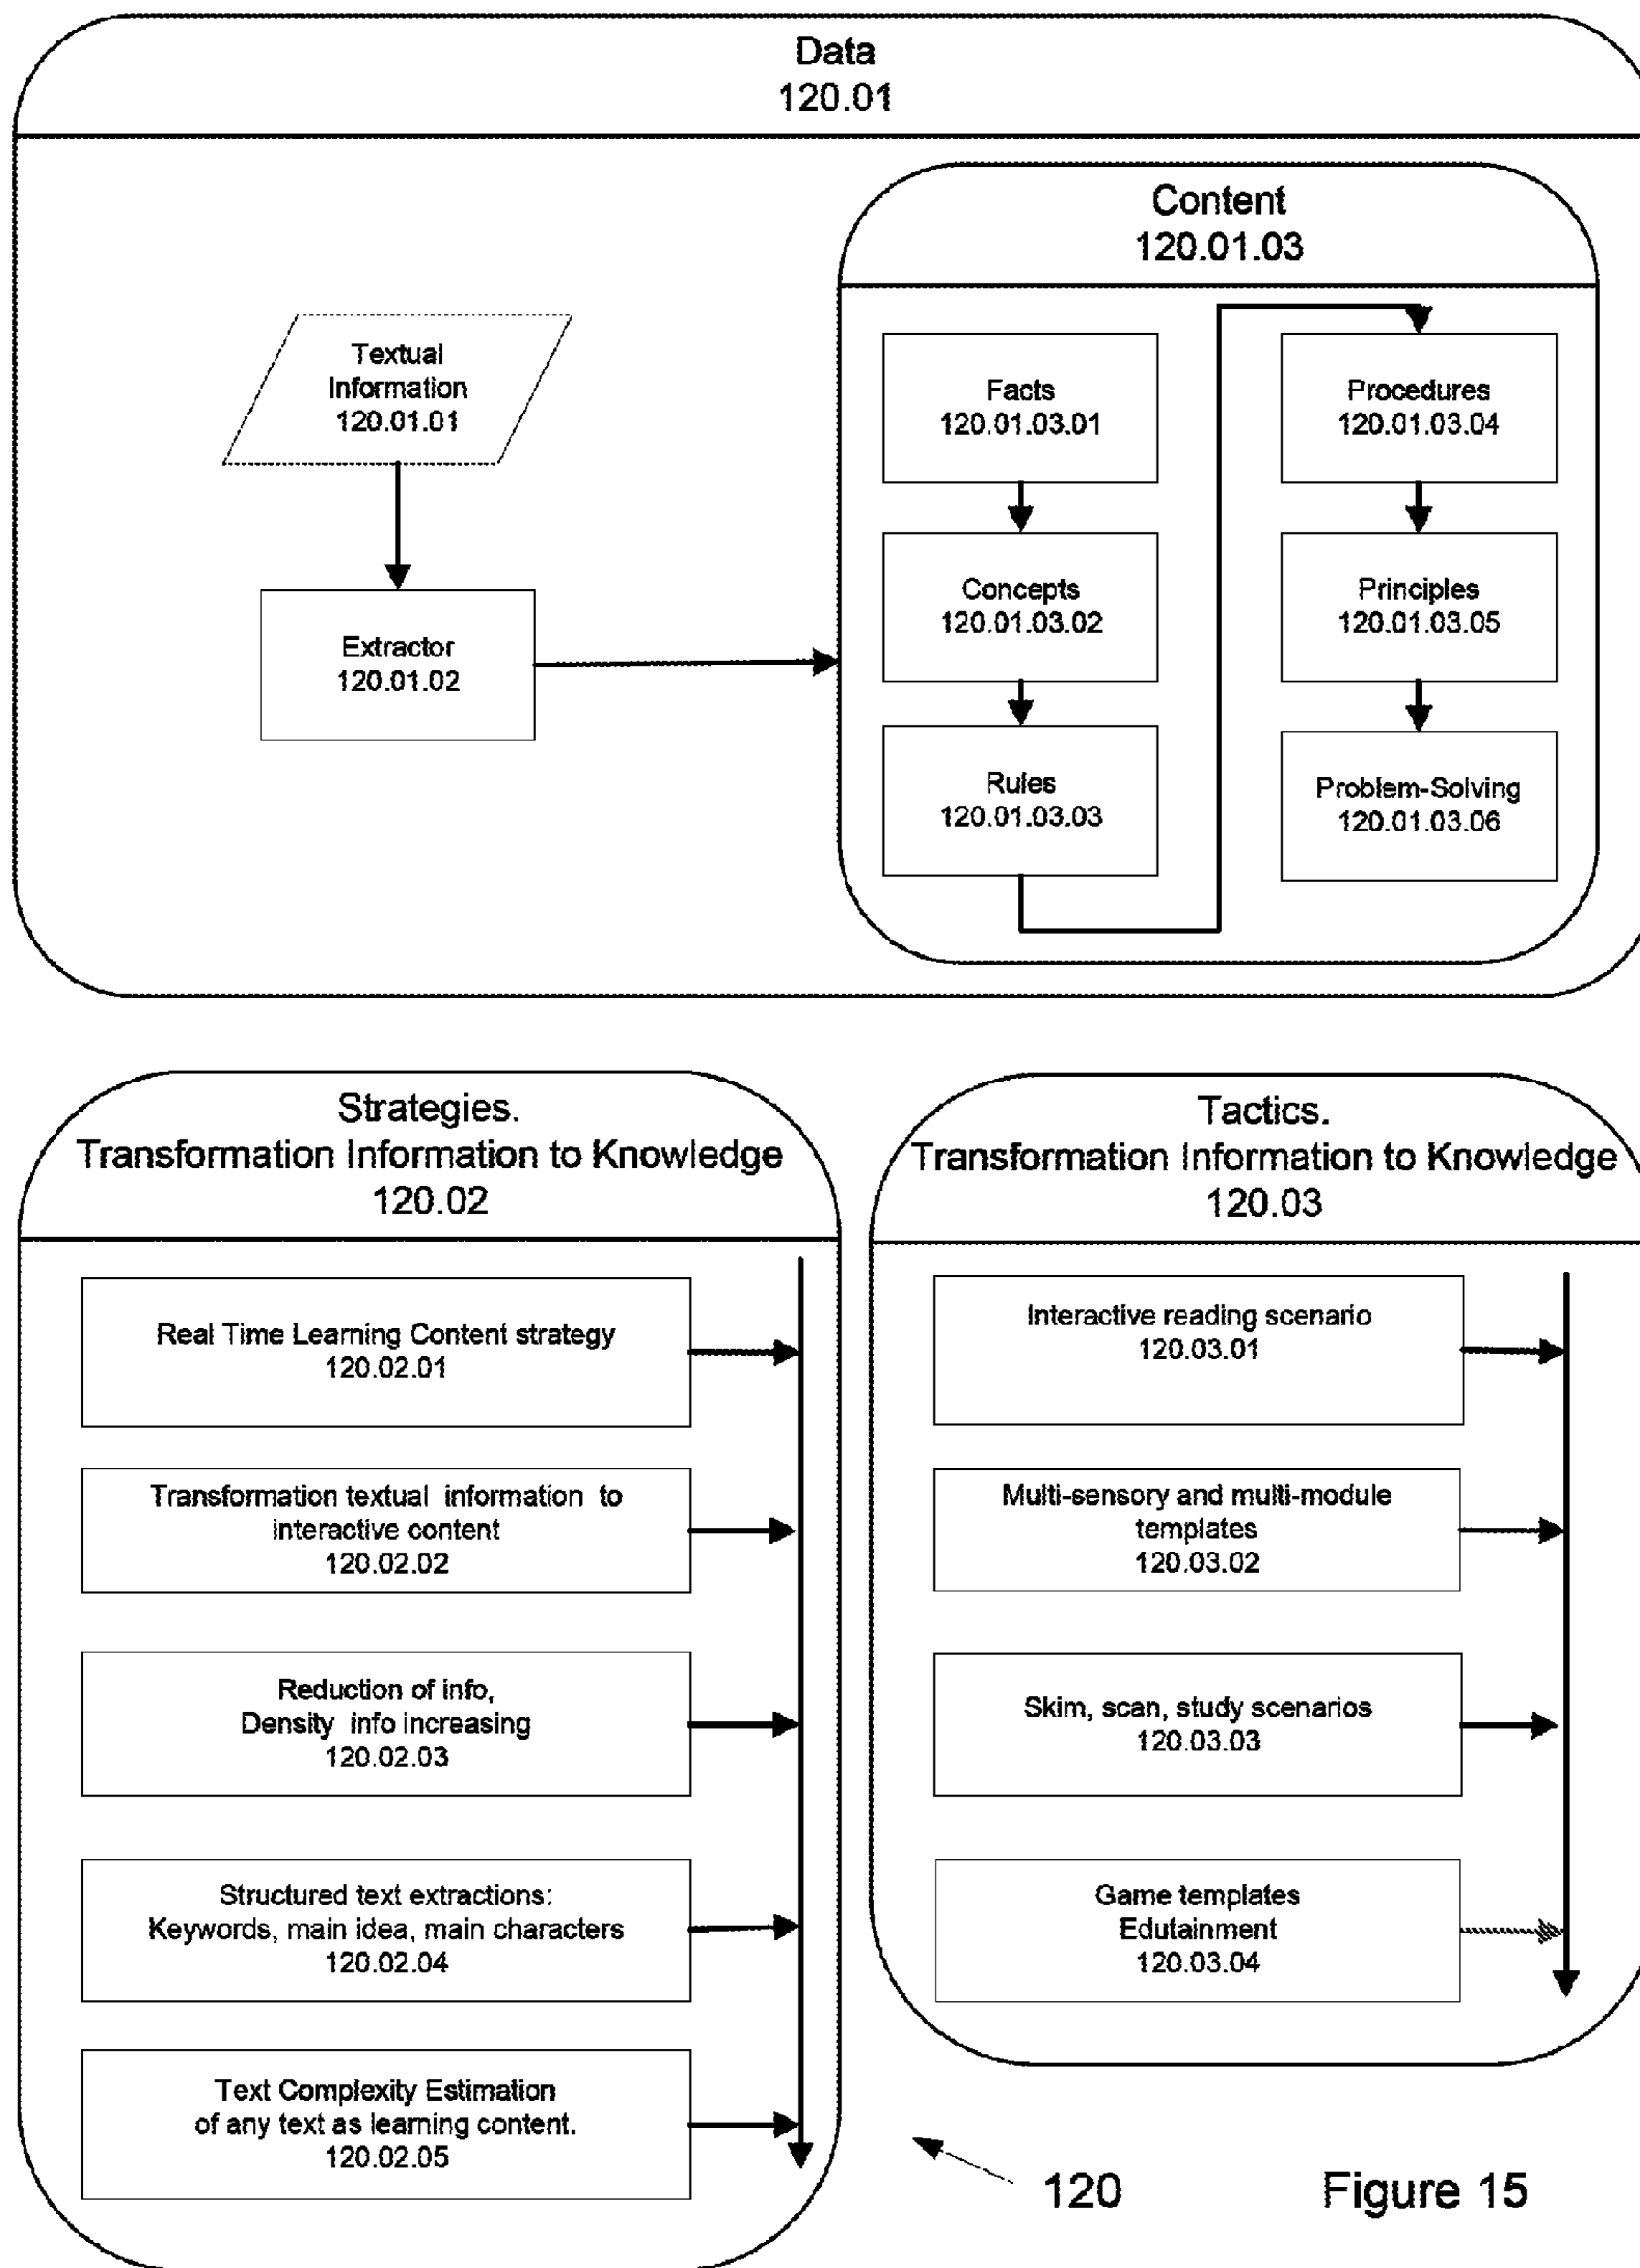 Data
120.01
Content
120.01.03
Textual
Information
120.01.01
Extractor
120.01.02
Facts
120.01.03.01
Concepts
120.01.03.02
Rules
120.01.03.03
Procedures
120.01.03.04
Principles
120.01.03.05
Problem-Solving
120.01.03.06
Strategies.
Transformation Information to Knowledge
120.02
Real Time Learning Content strategy
120.02.01
Transformation textual information to
interactive content
120.02.02
Reduction of info,
Density info increasing
120.02.03
Structured text extractions:
Keywords, main idea, main characters
120.02.04
Text Complexity Estimation
of any text as learning content.
120.02.05
Tactics.
Transformation Information to Knowledge
120.03
Interactive reading scenario
120.03.01
Multi-sensory and multi-module
templates
120.03.02
Skim, scan, study scenarios
120.03.03
Game templates
Edutainment
120.03.04
120
Figure 15